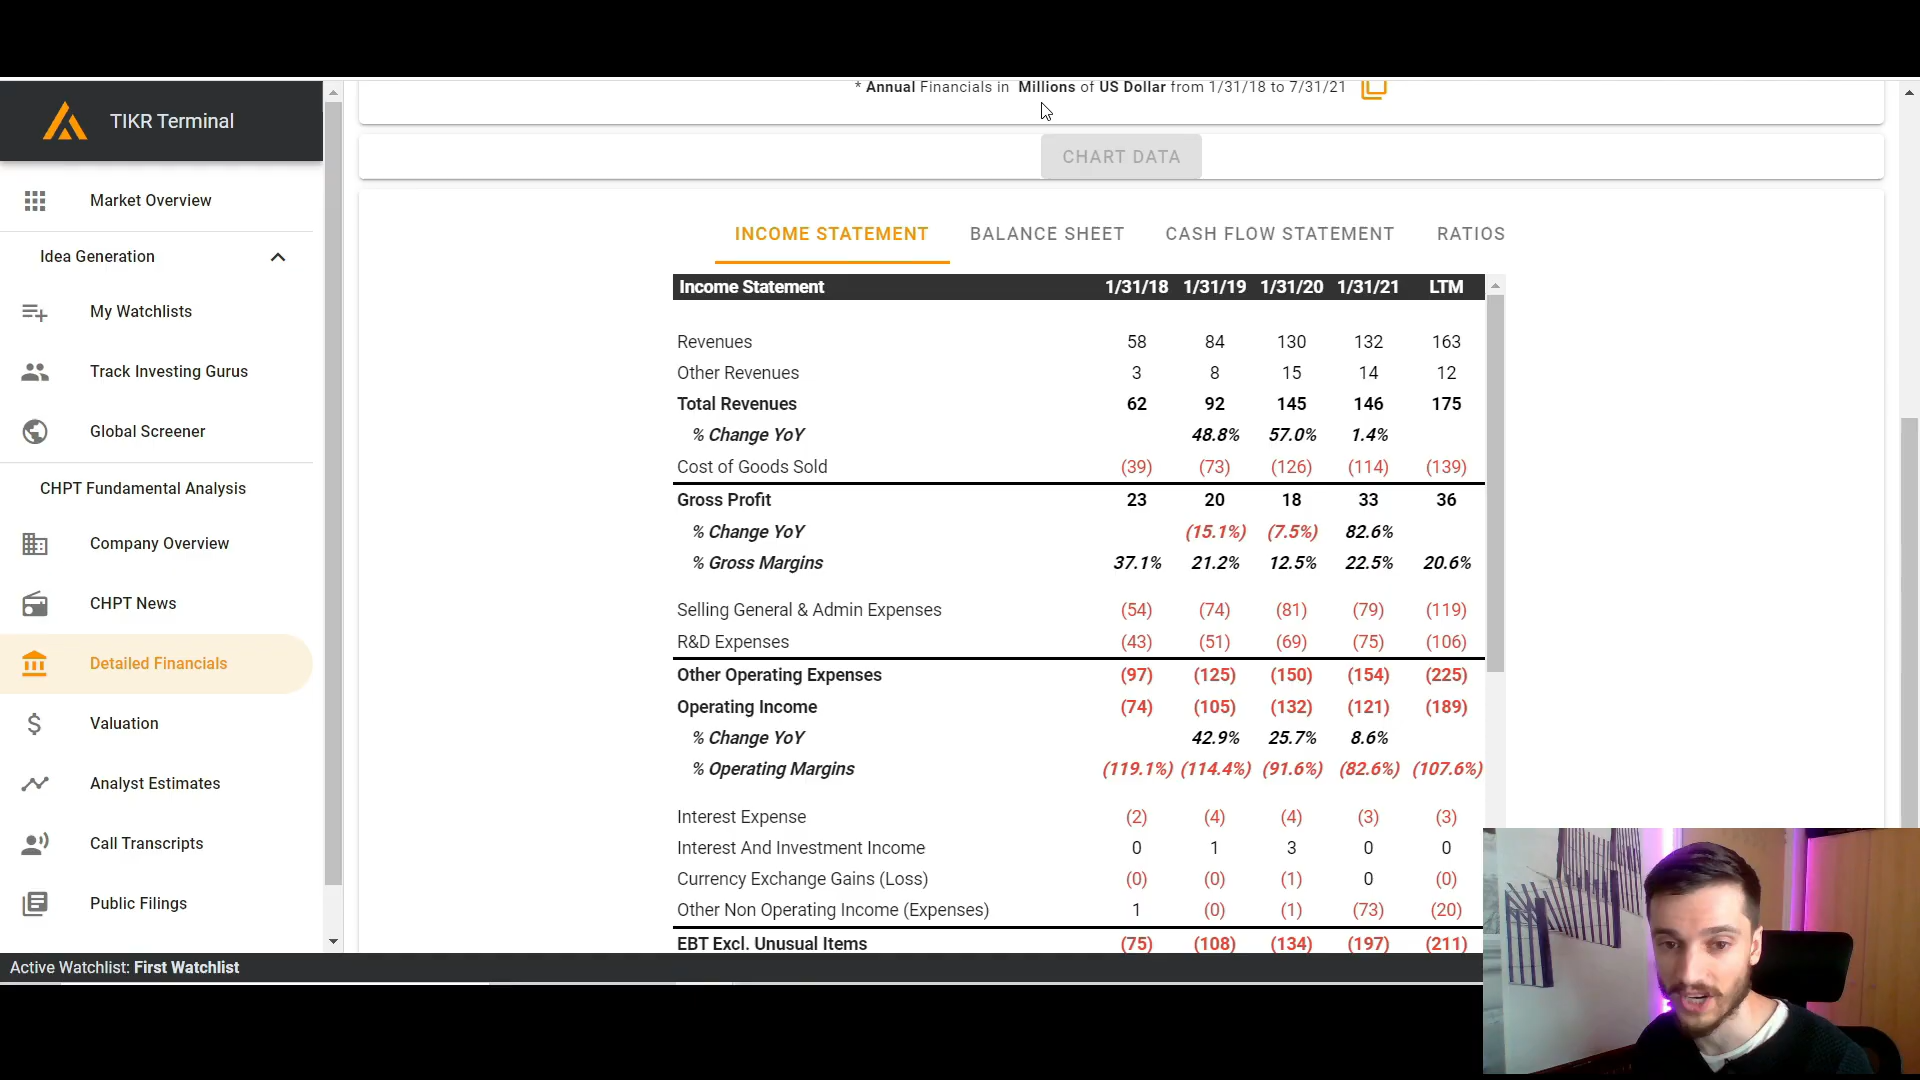 * Annual Financials in Millions of US Dollar from 1/31/18 to 7/31/21
TIKR Terminal
CHART DATA
Market Overview
Idea Generation
My Watchlists
Track Investing Gurus
Global Screener
CHPT Fundamental Analysis
Company Overview
CHPT News
Detailed Financials
Valuation
Analyst Estimates
Call Transcripts
Public Filings
Active Watchlist: First Watchlist
INCOME STATEMENT BALANCE SHEET CASH FLOW STATEMENT RATIOS
Income Statement 1/31/18 1/31/19 1/31/20 1/31/21 LTM
Revenues 58 84 130 132 163
Other Revenues 3 8 15 14 12
Total Revenues 62 92 145 146 175
% Change YoY 48.8% 57.0% 1.4%
Cost of Goods Sold (39) (73) (126) (114) (139)
Gross Profit 23 20 18 33 36
% Change YoY (15.1%) (7.5%) 82.6%
% Gross Margins 37.1% 21.2% 12.5% 22.5% 20.6%
Selling General & Admin Expenses (54) (74) (81) (79) (119)
R&D Expenses (43) (51) (69) (75) (106)
Other Operating Expenses (97) (125) (150) (154) (225)
Operating Income (74) (105) (132) (121) (189)
% Change YoY 42.9% 25.7% 8.6%
% Operating Margins (119.1%) (114.4%) (91.6%) (82.6%) (107.6%)
Interest Expense (2) (4) (4) (3) (3)
Interest And Investment Income 0 1 3 0 0
Currency Exchange Gains (Loss) (0) (0) (1) 0 (0)
Other Non Operating Income (Expenses) 1 (0) (1) (73) (20)
EBT Excl. Unusual Items (75) (108) (134) (197) (211)